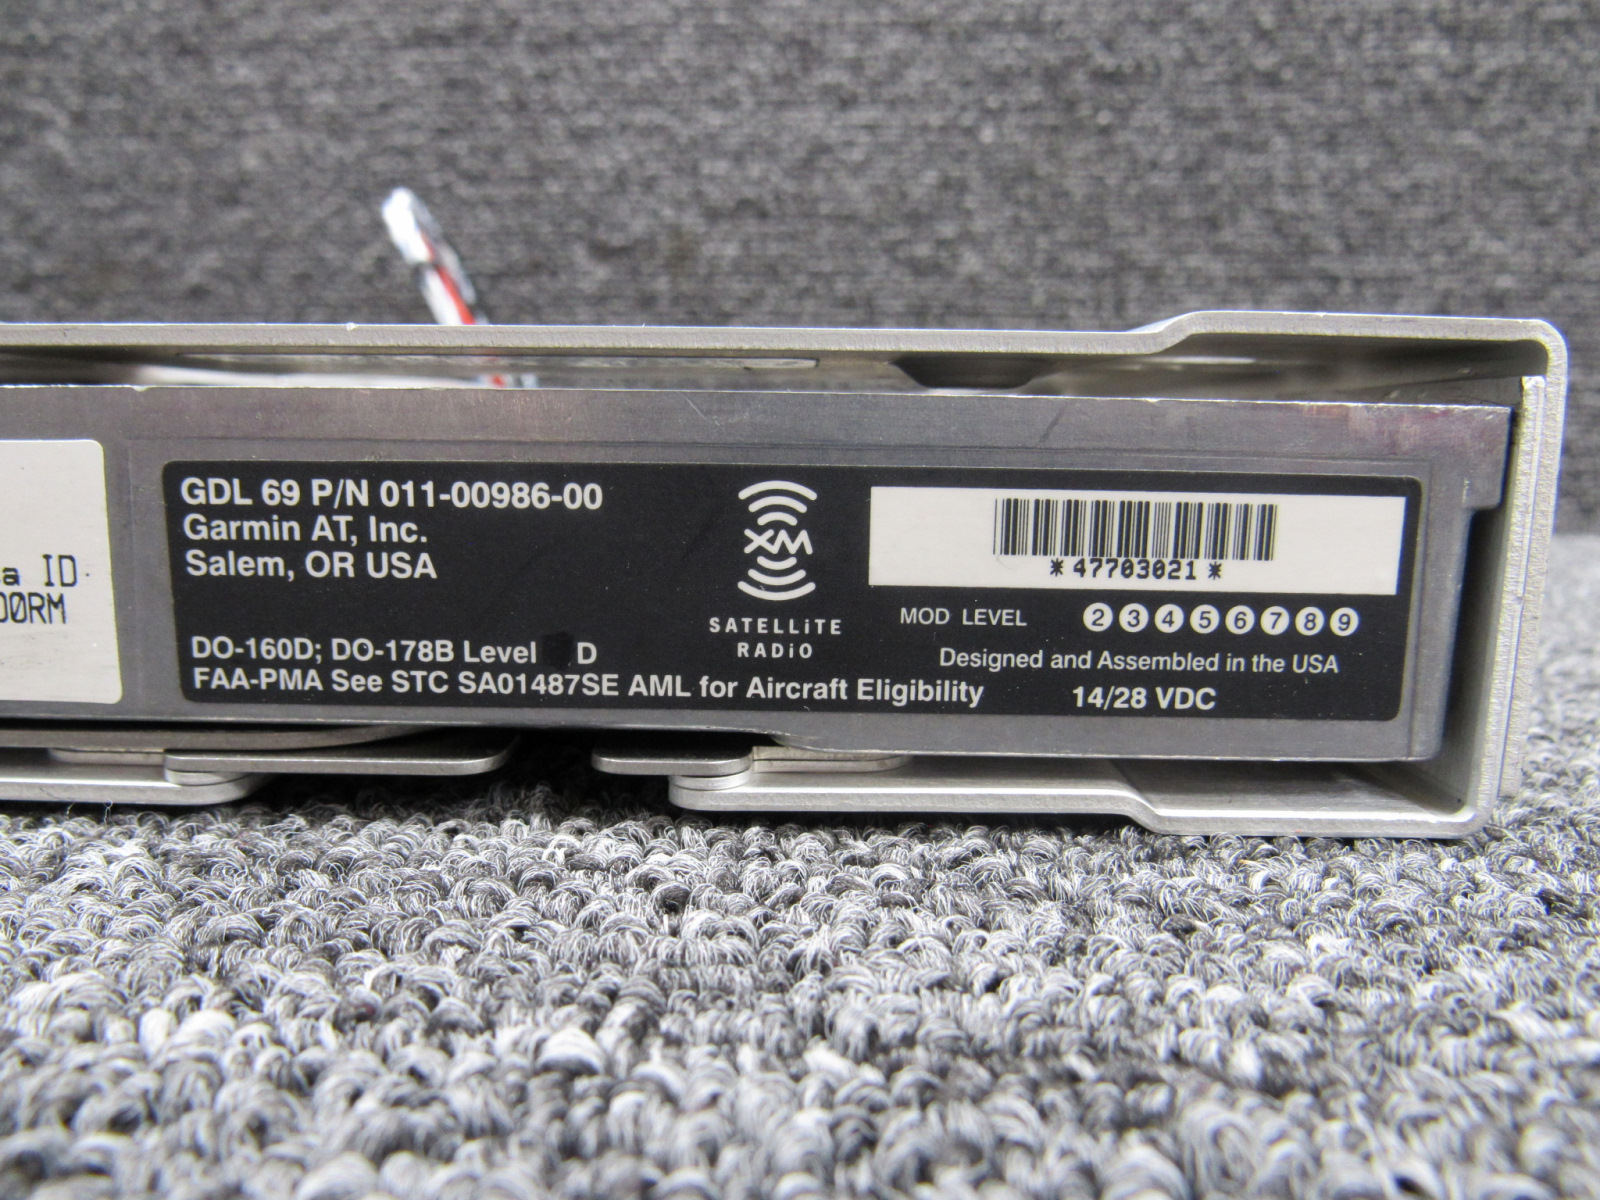 ID
00RM
GDL 69 P/N 011-00986-00
Garmin AT, Inc.
Salem, OR USA
DO-160D; DO-178B Level D
FAA-PMA See STC SA01487SE AML for Aircraft Eligibility
XM
SATELLiTE
RADiO
*47703021*
MOD LEVEL 2 3 4 5 6 7 8 9
Designed and Assembled in the USA
14/28 VDC